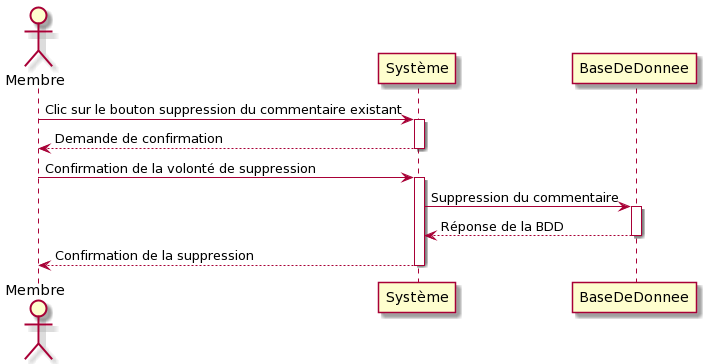 Membre
Système
BaseDeDonnee
Clic sur le bouton suppression du commentaire existant
Demande de confirmation
Confirmation de la volonté de suppression
Suppression du commentaire
Réponse de la BDD
Confirmation de la suppression
Membre
Système
BaseDeDonnee